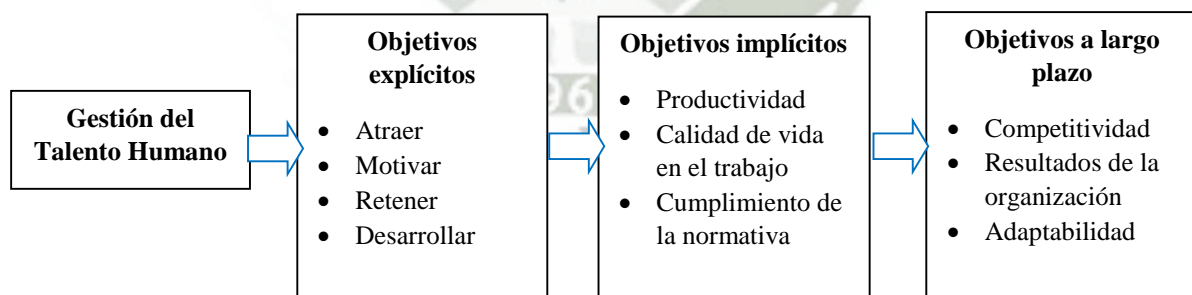 Gestión del
Talento Humano
Objetivos
explícitos
• Atraer
• Motivar
• Retener
• Desarrollar
Objetivos implícitos
• Productividad
• Calidad de vida
en el trabajo
• Cumplimiento de
la normativa
Objetivos a largo
plazo
• Competitividad
• Resultados de la
organización
• Adaptabilidad